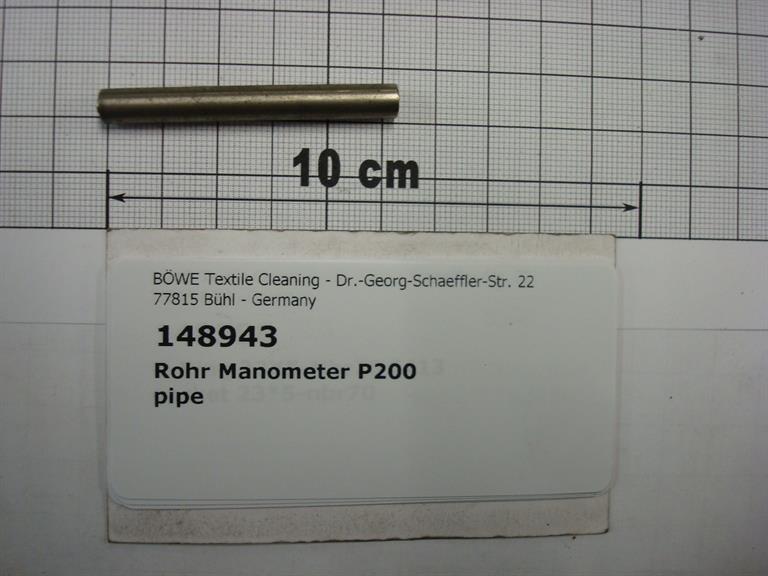 10 cm
BÖWE Textile Cleaning - Dr.-Georg-Schaeffler-Str. 22
77815 Bühl - Germany
148943
Rohr Manometer P200
pipe